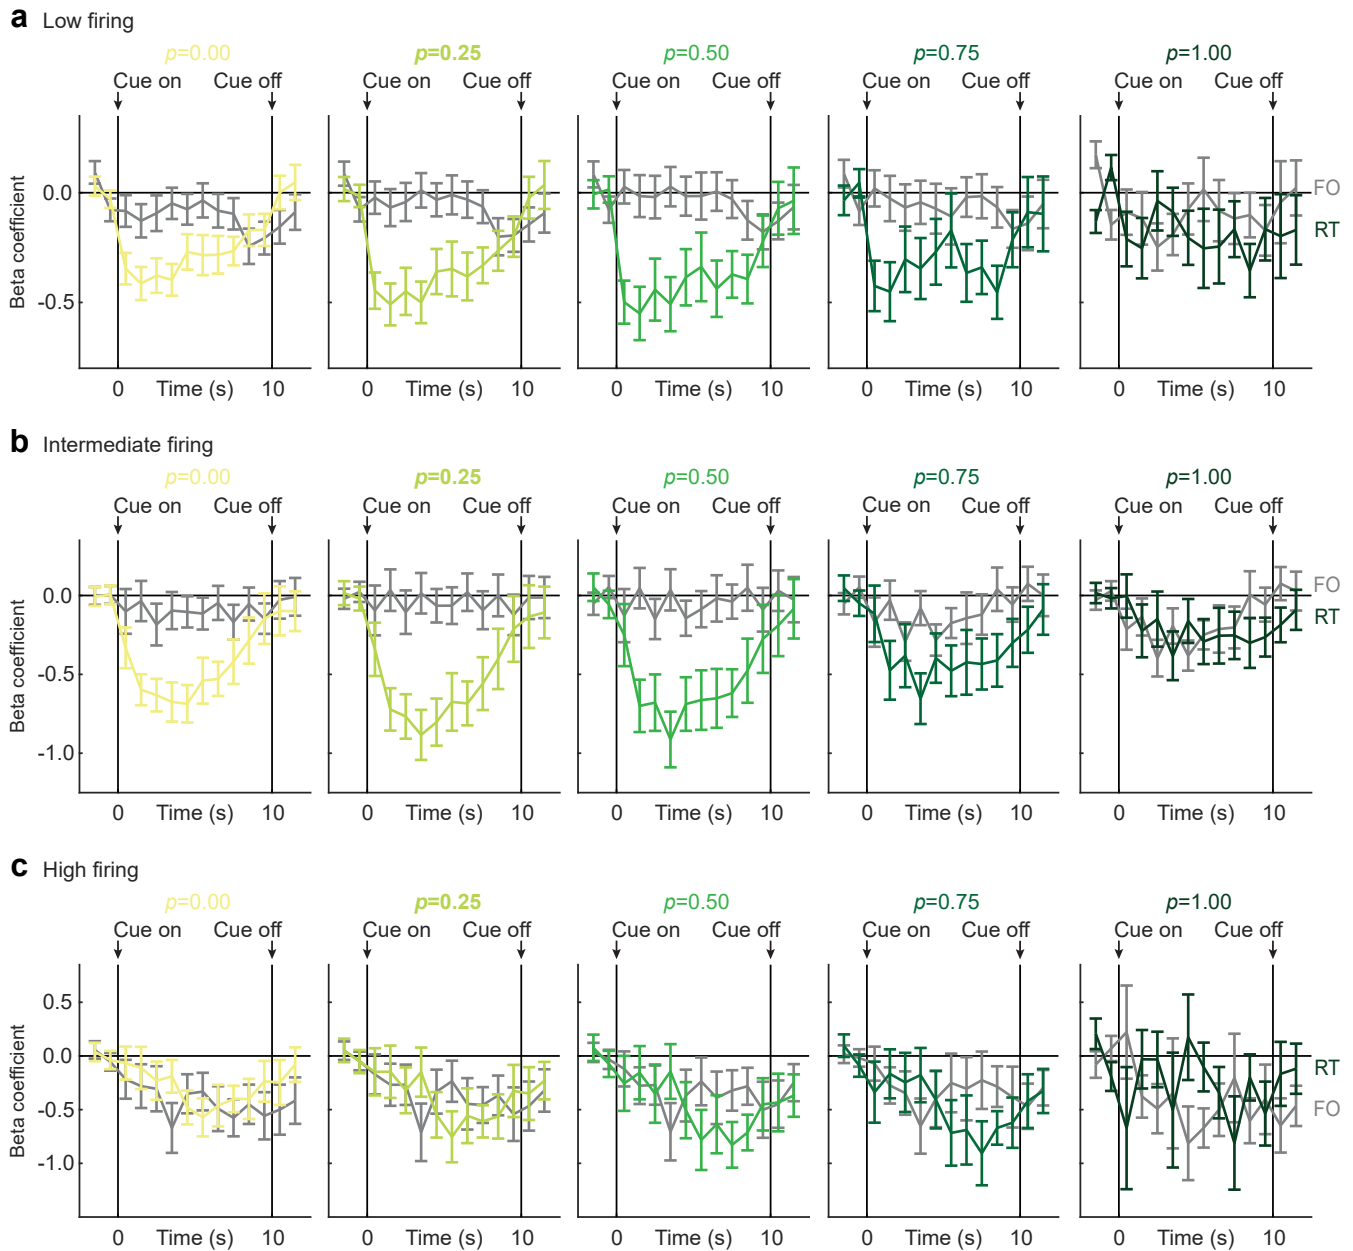 a Low firing
p=0.00 p=0.25 p=0.50 p=0.75 p=1.00
Cue on Cue off Cue on Cue off Cue on Cue off Cue on Cue off Cue on Cue off
Beta coefficient
0.0
-0.5
FO
RT
0 Time (s) 10 0 Time (s) 10 0 Time (s) 10 0 Time (s) 10 0 Time (s) 10
b Intermediate firing
p=0.00 p=0.25 p=0.50 p=0.75 p=1.00
Cue on Cue off Cue on Cue off Cue on Cue off Cue on Cue off Cue on Cue off
Beta coefficient
0.0
-0.5
-1.0
FO
RT
0 Time (s) 10 0 Time (s) 10 0 Time (s) 10 0 Time (s) 10 0 Time (s) 10
c High firing
p=0.00 p=0.25 p=0.50 p=0.75 p=1.00
Cue on Cue off Cue on Cue off Cue on Cue off Cue on Cue off Cue on Cue off
Beta coefficient
0.5
0.0
-0.5
-1.0
RT
FO
0 Time (s) 10 0 Time (s) 10 0 Time (s) 10 0 Time (s) 10 0 Time (s) 10